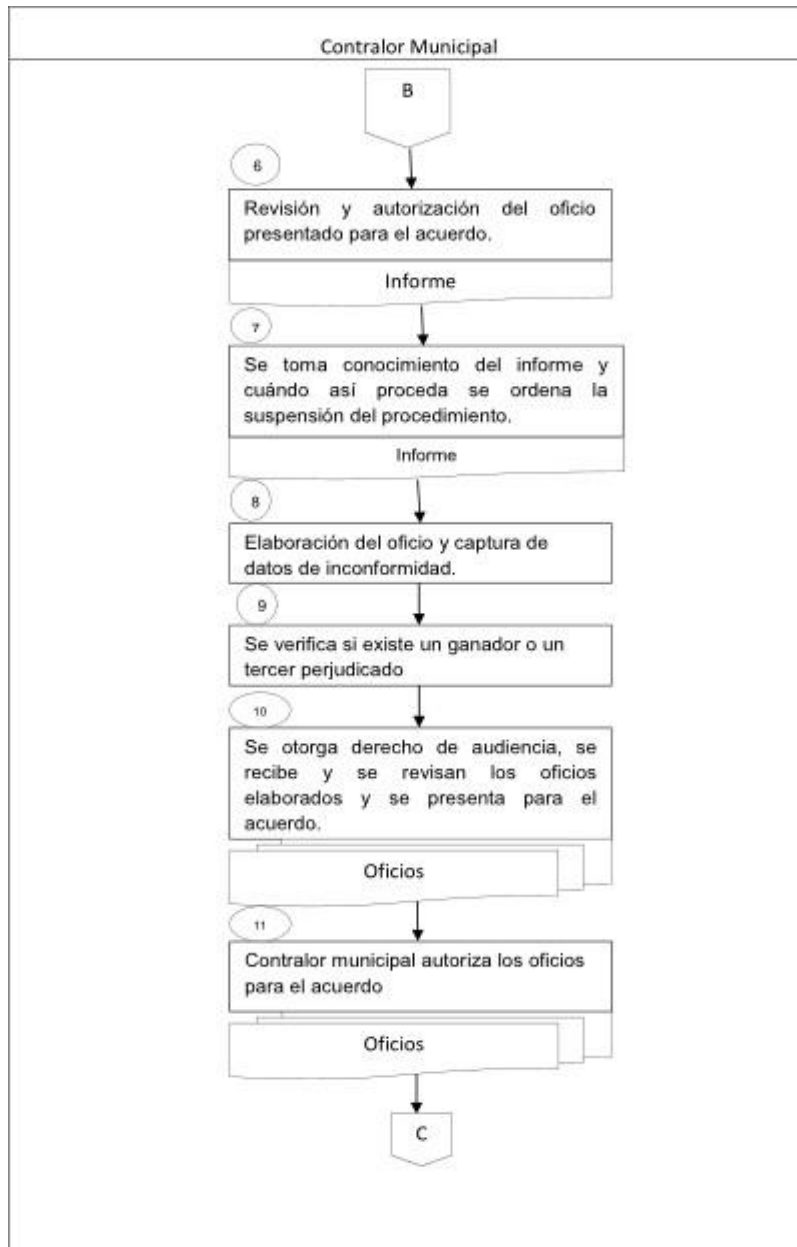 Contralor Municipal
B
6
Revisión y autorización del oficio
presentado para el acuerdo.
Informe
7
Se toma conocimiento del informe y
cuándo así proceda se ordena la
suspensión del procedimiento.
Informe
8
Elaboración del oficio y captura de
datos de inconformidad.
9
Se verifica si existe un ganador o un
tercer perjudicado
10
Se otorga derecho de audiencia, se
recibe y se revisan los oficios
elaborados y se presenta para el
acuerdo.
Oficios
11
Contralor municipal autoriza los oficios
para el acuerdo
Oficios
C